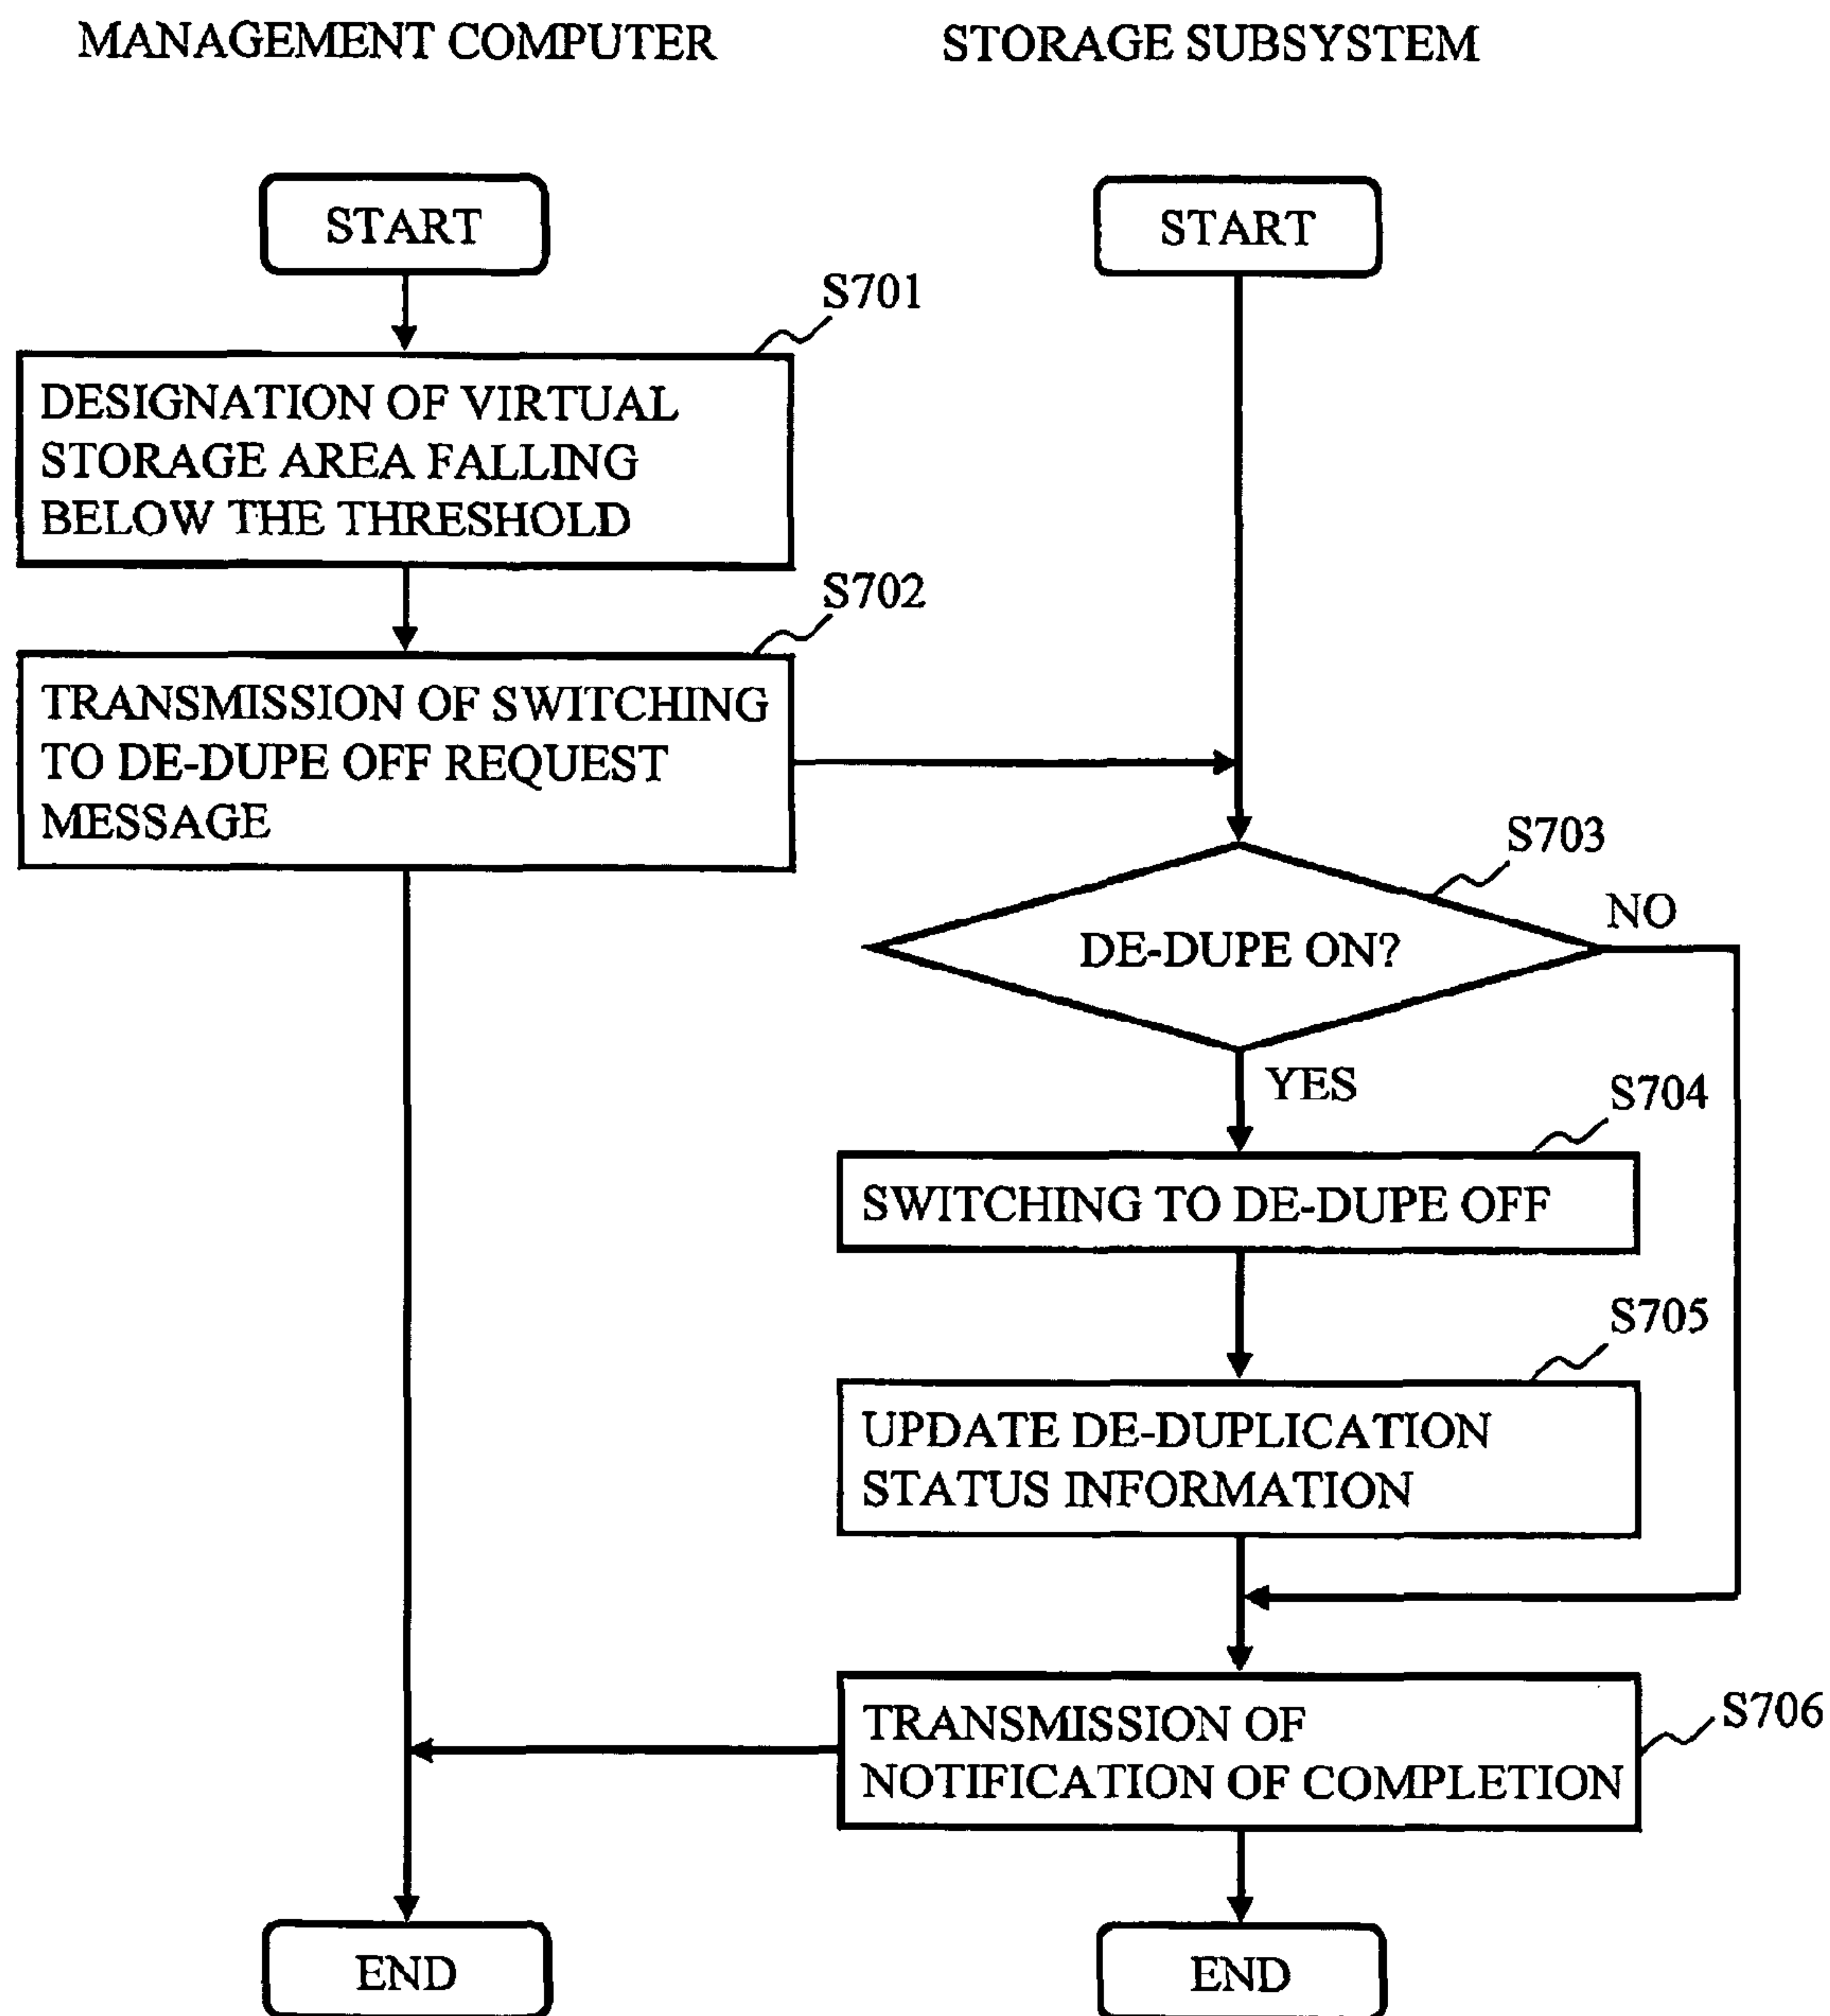 MANAGEMENT COMPUTER
STORAGE SUBSYSTEM
START
START
S701
DESIGNATION OF VIRTUAL
STORAGE AREA FALLING
BELOW THE THRESHOLD
S702
TRANSMISSION OF SWITCHING
TO DE-DUPE OFF REQUEST
MESSAGE
S703
DE-DUPE ON?
NO
YES
S704
SWITCHING TO DE-DUPE OFF
S705
UPDATE DE-DUPLICATION
STATUS INFORMATION
S706
TRANSMISSION OF
NOTIFICATION OF COMPLETION
END
END